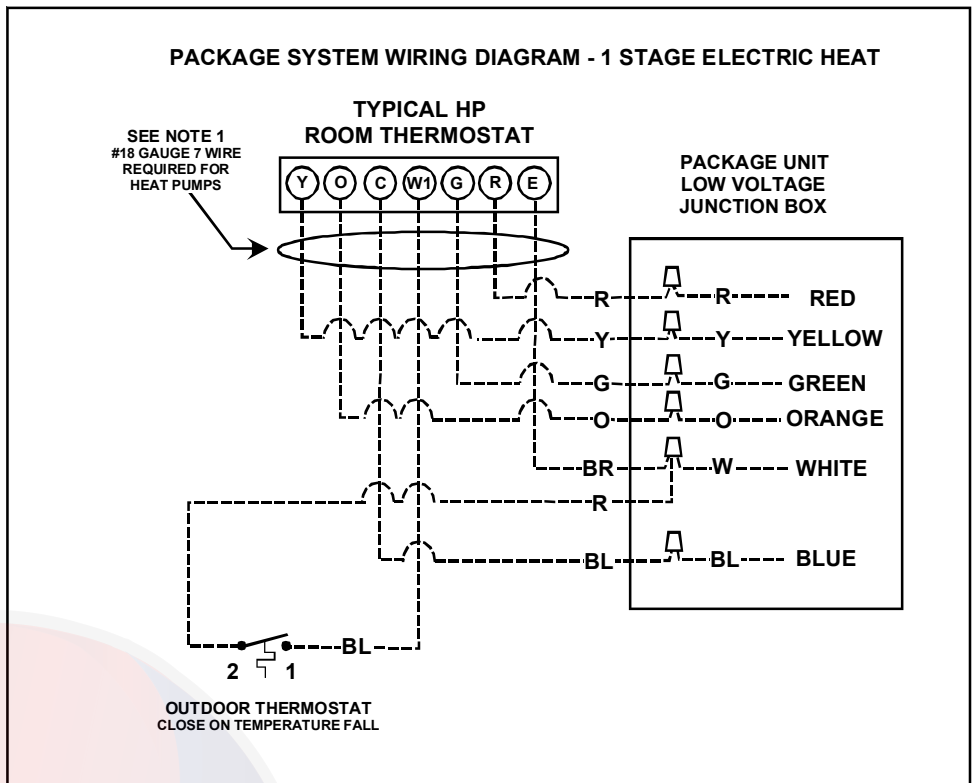 PACKAGE SYSTEM WIRING DIAGRAM - 1 STAGE ELECTRIC HEAT
TYPICAL HP
ROOM THERMOSTAT
SEE NOTE 1
#18 GAUGE 7 WIRE
REQUIRED FOR
HEAT PUMPS
Y O C W1 G R E
PACKAGE UNIT
LOW VOLTAGE
JUNCTION BOX
R R RED
Y Y YELLOW
G G GREEN
O O ORANGE
BR W WHITE
R
BL BL BLUE
BL
2 1
OUTDOOR THERMOSTAT
CLOSE ON TEMPERATURE FALL